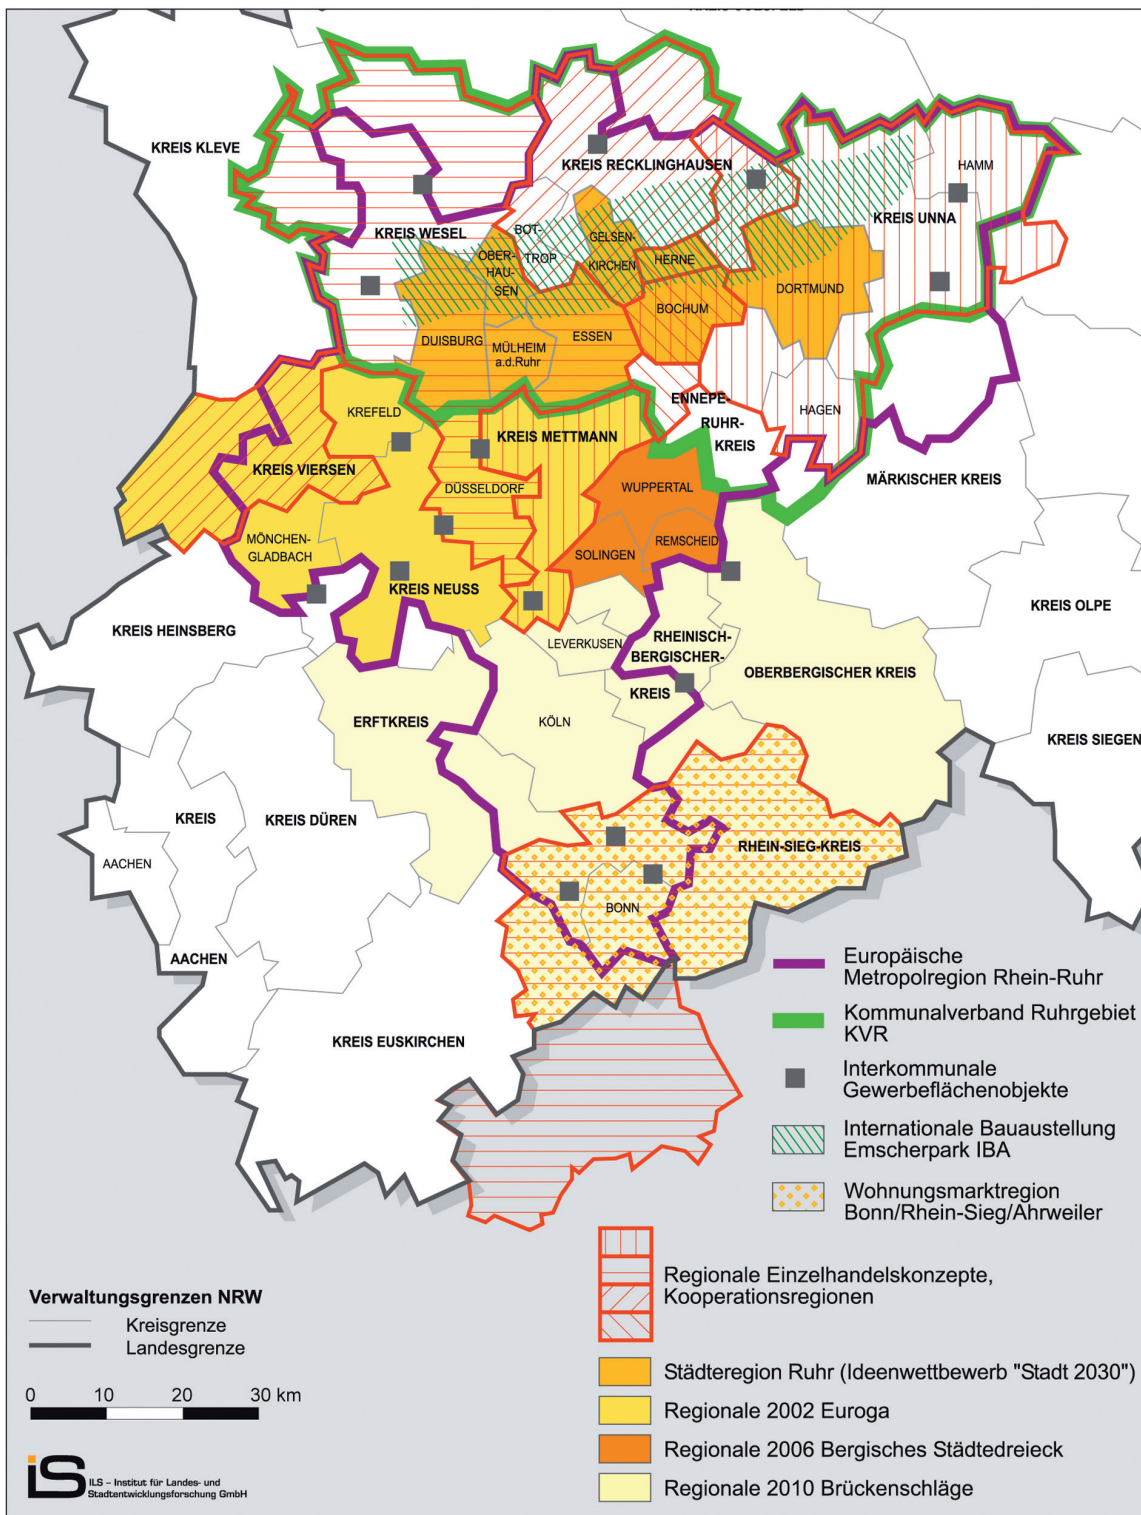 KREIS KLEVE
KREIS RECKLINGHAUSEN
HAMM
KREIS UNNA
KREIS WESEL
BOT-
TROP
GELSEN-
KIRCHEN
OBER-
HAU-
SEN
HERNE
DORTMUND
BOCHUM
DUISBURG
MÜLHEIM
a.d.Ruhr
ESSEN
ENNEPE-
RUHR-
KREIS
HAGEN
KREFELD
KREIS METTMANN
KREIS VIERSEN
DÜSSELDORF
WUPPERTAL
MÄRKISCHER KREIS
MÖNCHEN-
GLADBACH
SOLINGEN
REMSCHEID
KREIS NEUSS
KREIS HEINSBERG
LEVERKUSEN
RHEINISCH-
BERGISCHER-
KREIS
KREIS OLPE
OBERBERGISCHER KREIS
ERFTKREIS
KÖLN
KREIS SIEGEN
KREIS
AACHEN
KREIS DÜREN
RHEIN-SIEG-KREIS
BONN
AACHEN
KREIS EUSKIRCHEN
Europäische
Metropolregion Rhein-Ruhr
Kommunalverband Ruhrgebiet
KVR
Interkommunale
Gewerbeflächenobjekte
Internationale Bauaustellung
Emscherpark IBA
Wohnungsmarktregion
Bonn/Rhein-Sieg/Ahrweiler
Regionale Einzelhandelskonzepte,
Kooperationsregionen
Städteregion Ruhr (Ideenwettbewerb "Stadt 2030")
Regionale 2002 Euroga
Regionale 2006 Bergisches Städtedreieck
Regionale 2010 Brückenschläge
Verwaltungsgrenzen NRW
Kreisgrenze
Landesgrenze
0 10 20 30 km
iLS
ILS – Institut für Landes- und
Stadtentwicklungsforschung GmbH